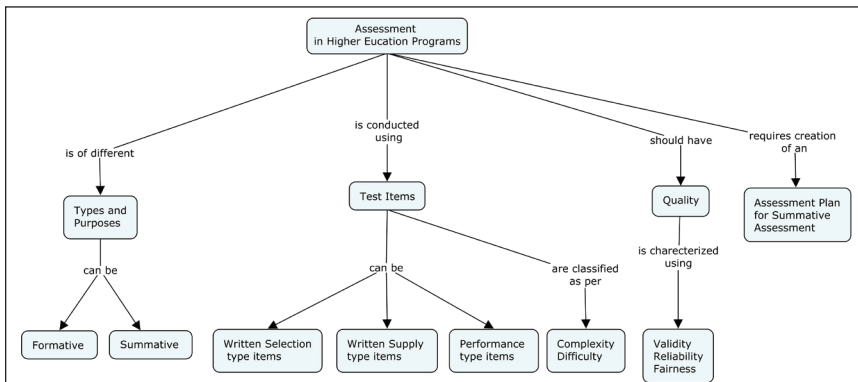 Assessment
in Higher Eucation Programs
is of different
is conducted
using
should have
requires creation
of an
Types and
Purposes
Test Items
Quality
Assessment Plan
for Summative
Assessment
can be
can be
are classified
as per
is charecterized
using
Formative
Summative
Written Selection
type items
Written Supply
type items
Performance
type items
Complexity
Difficulty
Validity
Reliability
Fairness